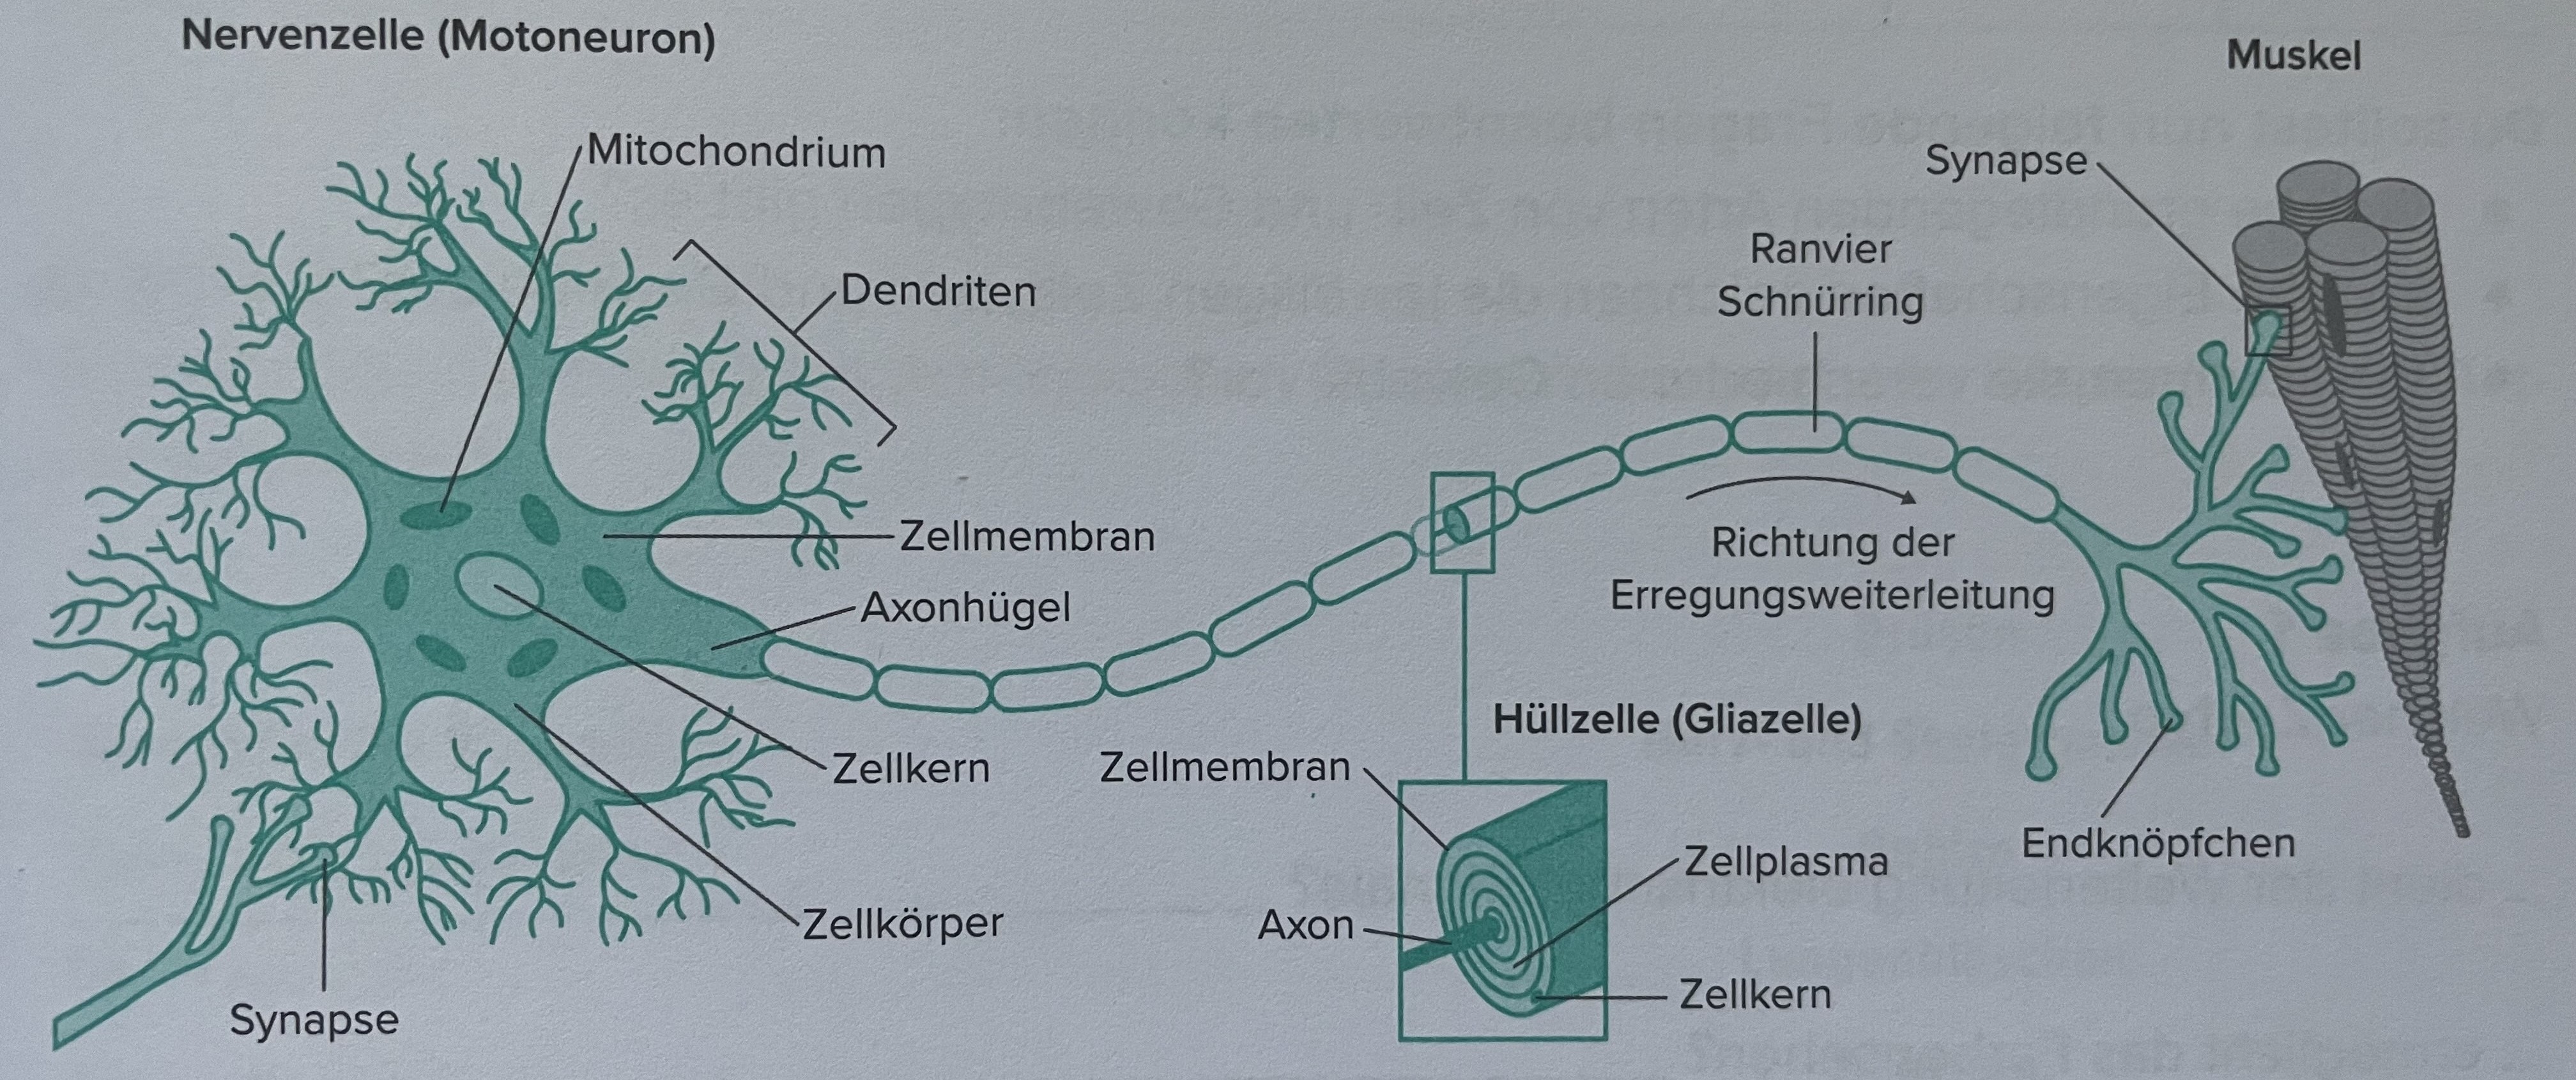 Nervenzelle (Motoneuron)
Muskel
Mitochondrium
Synapse
Dendriten
Ranvier
Schnürring
Zellmembran
Axonhügel
Richtung der
Erregungsweiterleitung
Zellkern
Zellkörper
Synapse
Hüllzelle (Gliazelle)
Zellmembran
Axon
Zellplasma
Zellkern
Endknöpfchen